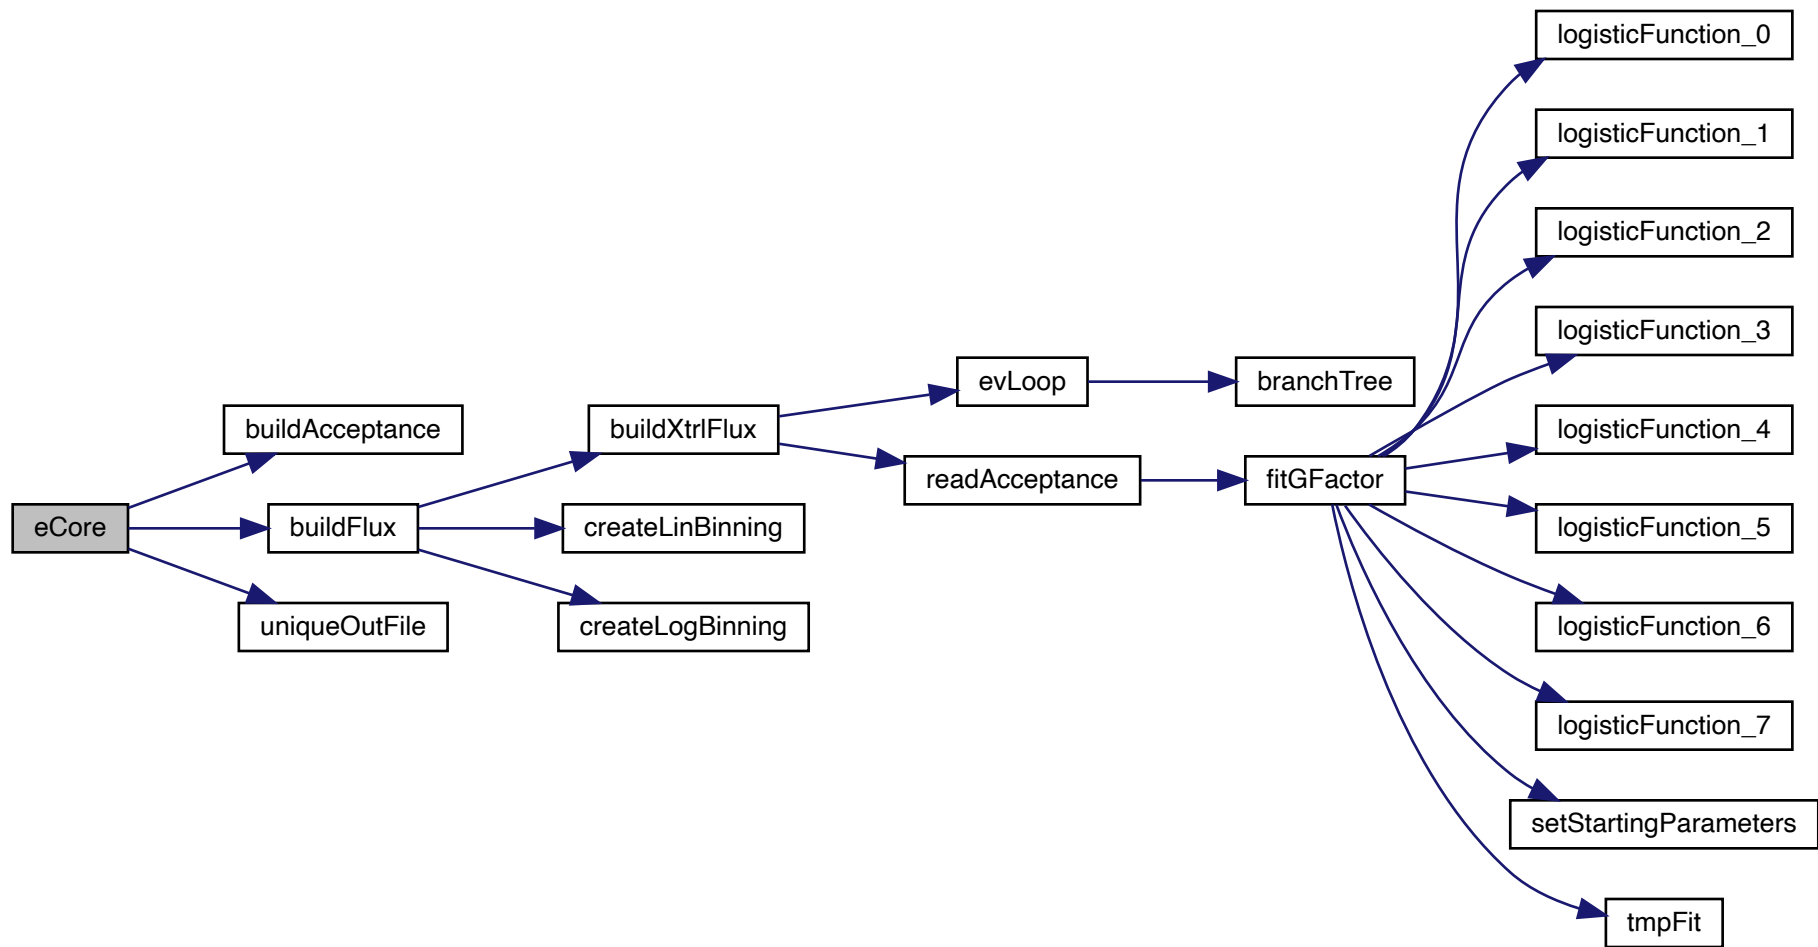 eCore
buildAcceptance
buildFlux
uniqueOutFile
buildXtrlFlux
createLinBinning
createLogBinning
evLoop
readAcceptance
branchTree
fitGFactor
logisticFunction_0
logisticFunction_1
logisticFunction_2
logisticFunction_3
logisticFunction_4
logisticFunction_5
logisticFunction_6
logisticFunction_7
setStartingParameters
tmpFit